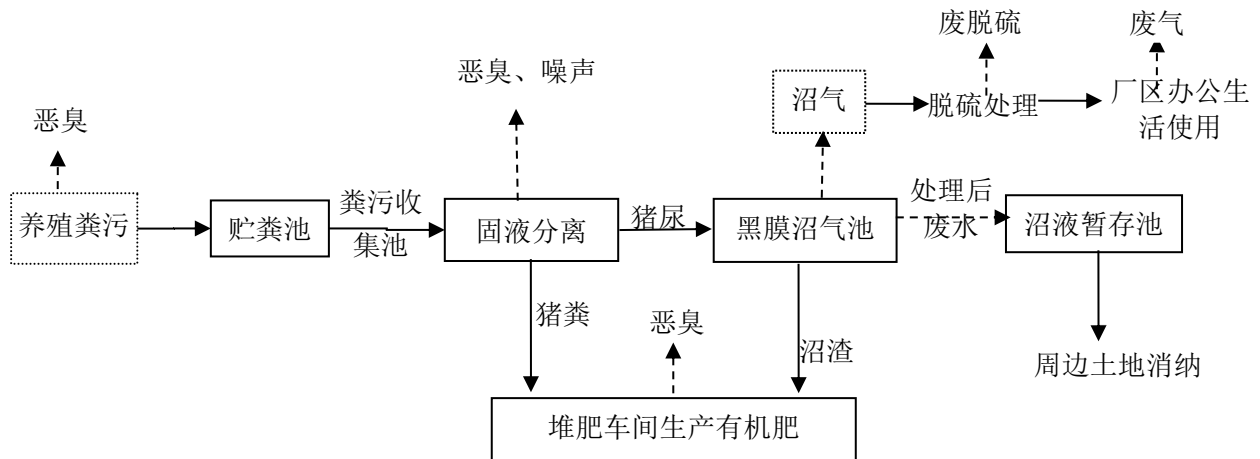 废脱硫
废气
恶臭、噪声
沼气
脱硫处理
厂区办公生
活使用
恶臭
养殖粪污
贮粪池
粪污收
集池
固液分离
猪尿
黑膜沼气池
处理后
废水
沼液暂存池
猪粪
恶臭
沼渣
周边土地消纳
堆肥车间生产有机肥